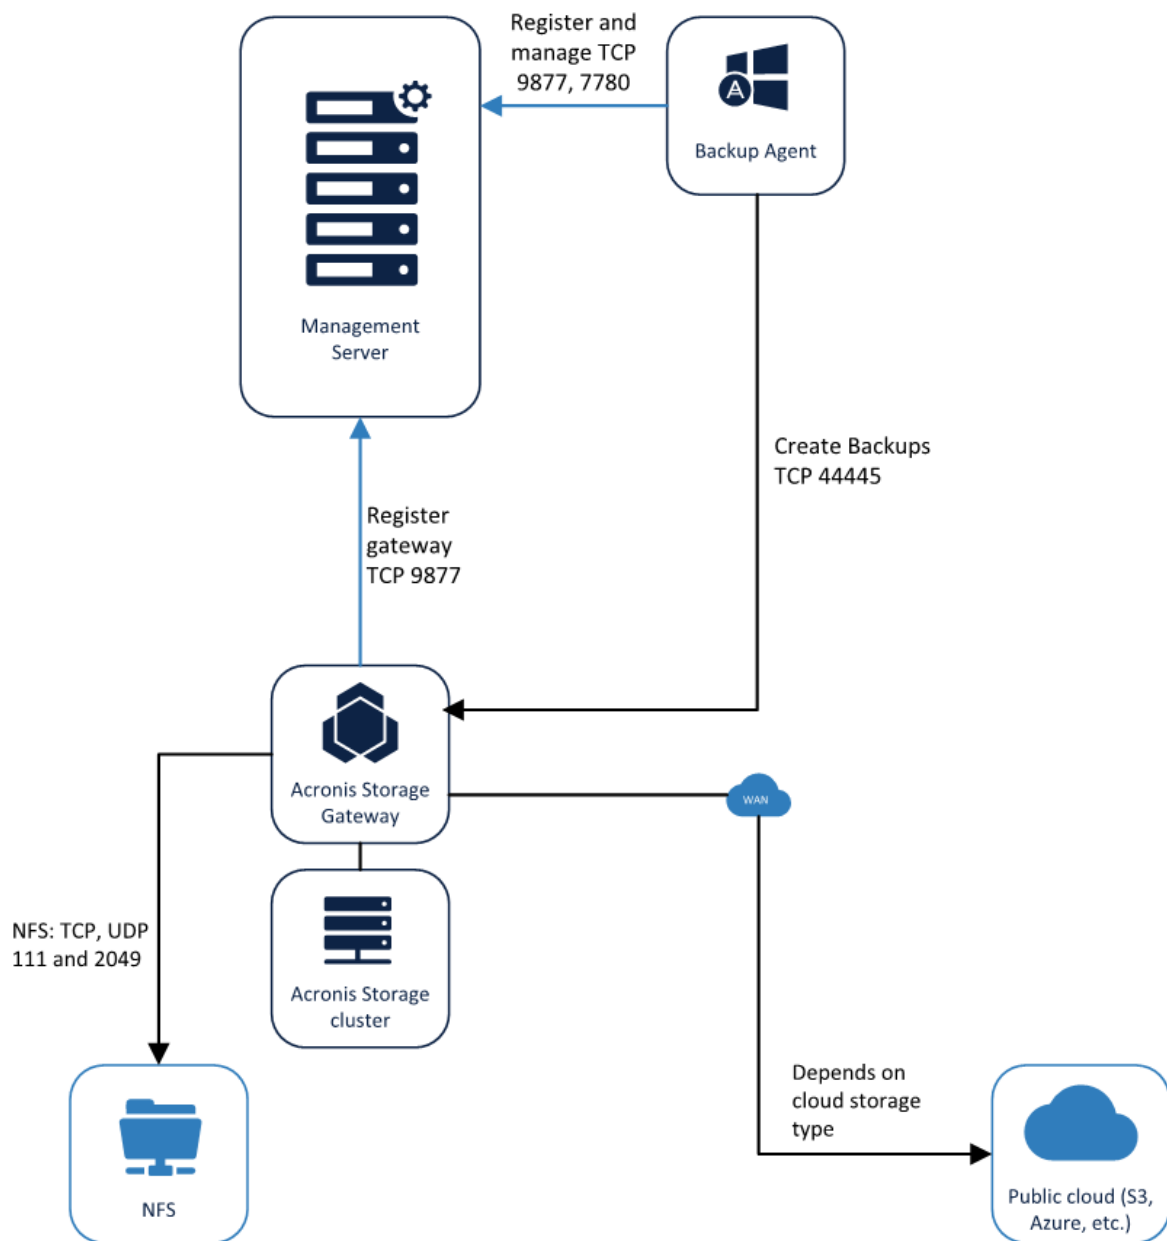 Register and
manage TCP
9877, 7780
Backup Agent
Management
Server
Create Backups
TCP 44445
Register
gateway
TCP 9877
Acronis Storage
Gateway
WAN
NFS: TCP, UDP
111 and 2049
Acronis Storage
cluster
Depends on
cloud storage
type
NFS
Public cloud (S3,
Azure, etc.)